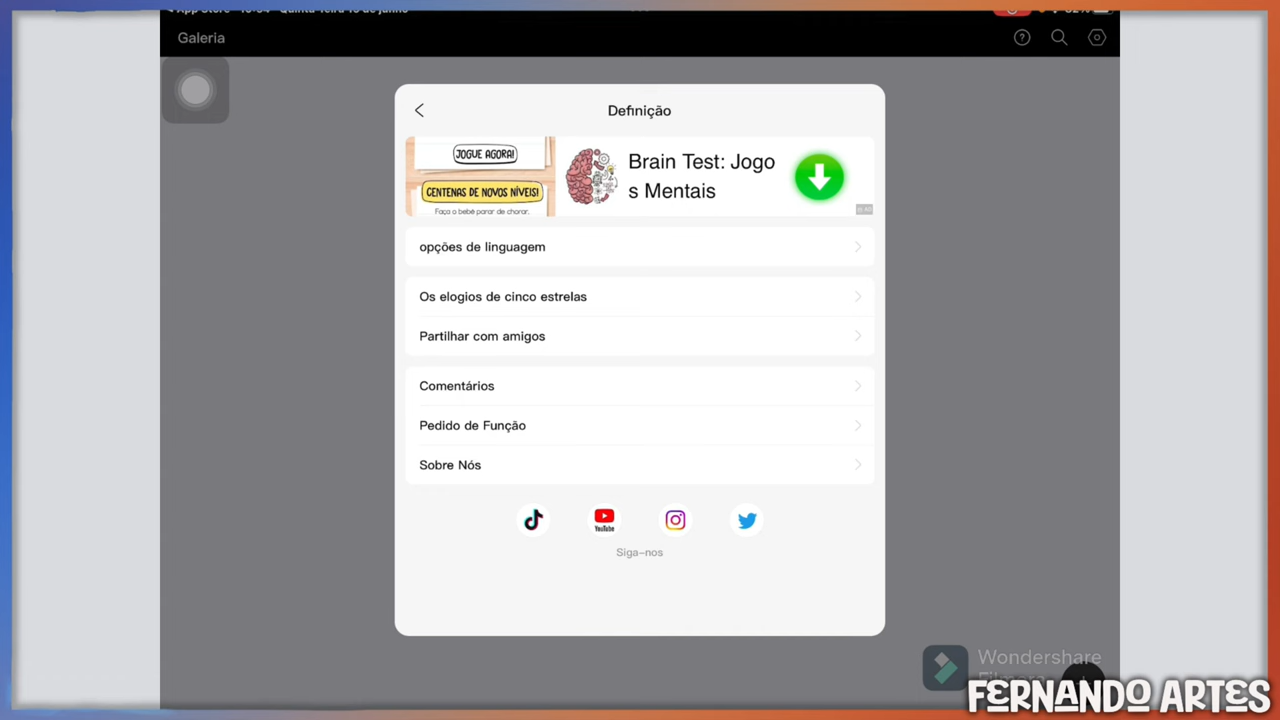 Galeria
Definição
JOGUE AGORA!
CENTENAS DE NOVOS NÍVEIS!
Faça o bebê parar de chorar.
Brain Test: Jogo
s Mentais
opções de linguagem
Os elogios de cinco estrelas
Partilhar com amigos
Comentários
Pedido de Função
Sobre Nós
YouTube
Siga-nos
Wondershare
FERNANDO ARTES